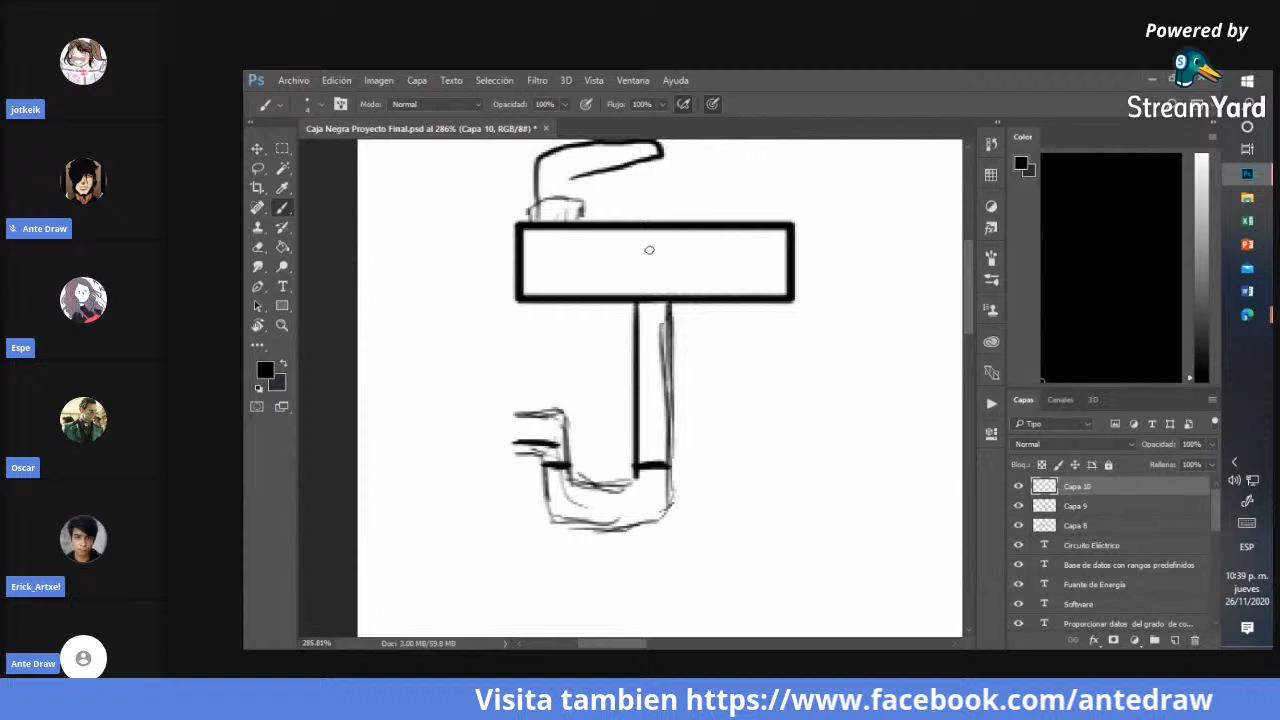 Powered by
StreamYard
jotkeik
Ante Draw
Espe
Oscar
Erick_Artxel
Ante Draw
Ps Archivo Edición Imagen Capa Texto Selección Filtro 3D Vista Ventana Ayuda
Modo: Normal Opacidad: 100% Flujo: 100%
Caja Negra Proyecto Final.psd al 286% (Capa 10, RGB/8#) * ×
Color
Capas Canales 3D
Tipo
Normal Opacidad: 100%
Bloq.: Relleno: 100%
Capa 10
Capa 9
Capa 8
T Circuito Eléctrico
T Base de datos con rangos predefinidos
T Fuente de Energía
T Software
T Proporcionar datos del grado de co...
285.81% Doc: 3.00 MB/59.8 MB
ESP
10:39 p. m.
jueves
26/11/2020
Visita tambien https://www.facebook.com/antedraw